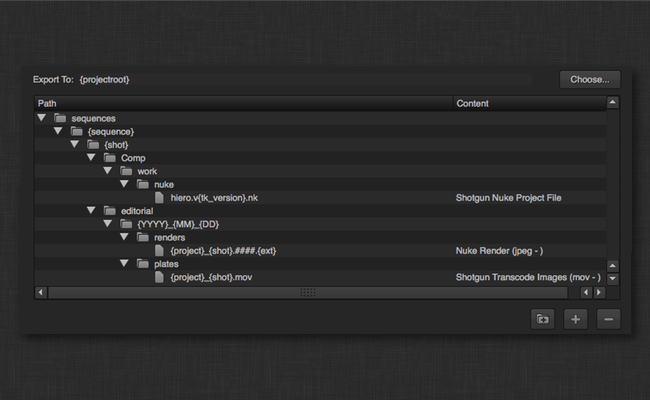 Export To: {projectroot} Choose...
Path Content
sequences
{sequence}
{shot}
Comp
work
nuke
hiero.v{tk_version}.nk Shotgun Nuke Project File
editorial
{YYYY}_{MM}_{DD}
renders
{project}_{shot}.####.{ext} Nuke Render (jpeg - )
plates
{project}_{shot}.mov Shotgun Transcode Images (mov - )